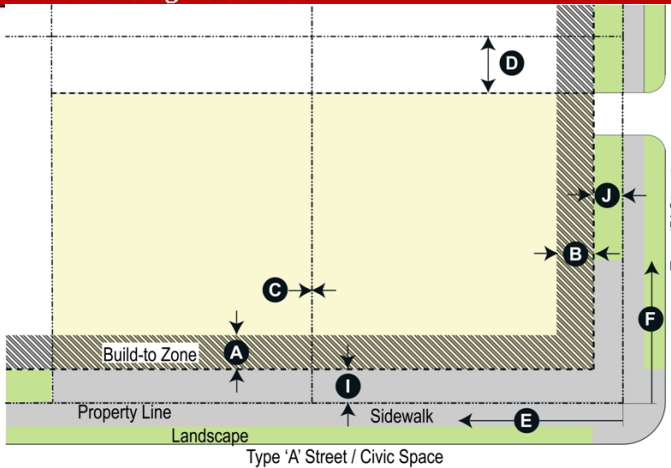 D
J
B
C
F
Build-to Zone
A
I
Property Line
Sidewalk
E
Landscape
Type ‘A’ Street / Civic Space